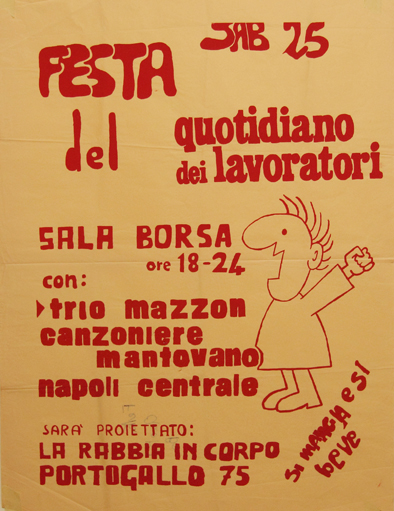 SAB 25
FESTA
del
quotidiano
dei lavoratori
SALA BORSA
ore 18-24
con:
trio mazzon
canzoniere
mantovano
napoli centrale
SARA' PROIETTATO:
LA RABBIA IN CORPO
PORTOGALLO 75
SI MANGIA E SI
beve